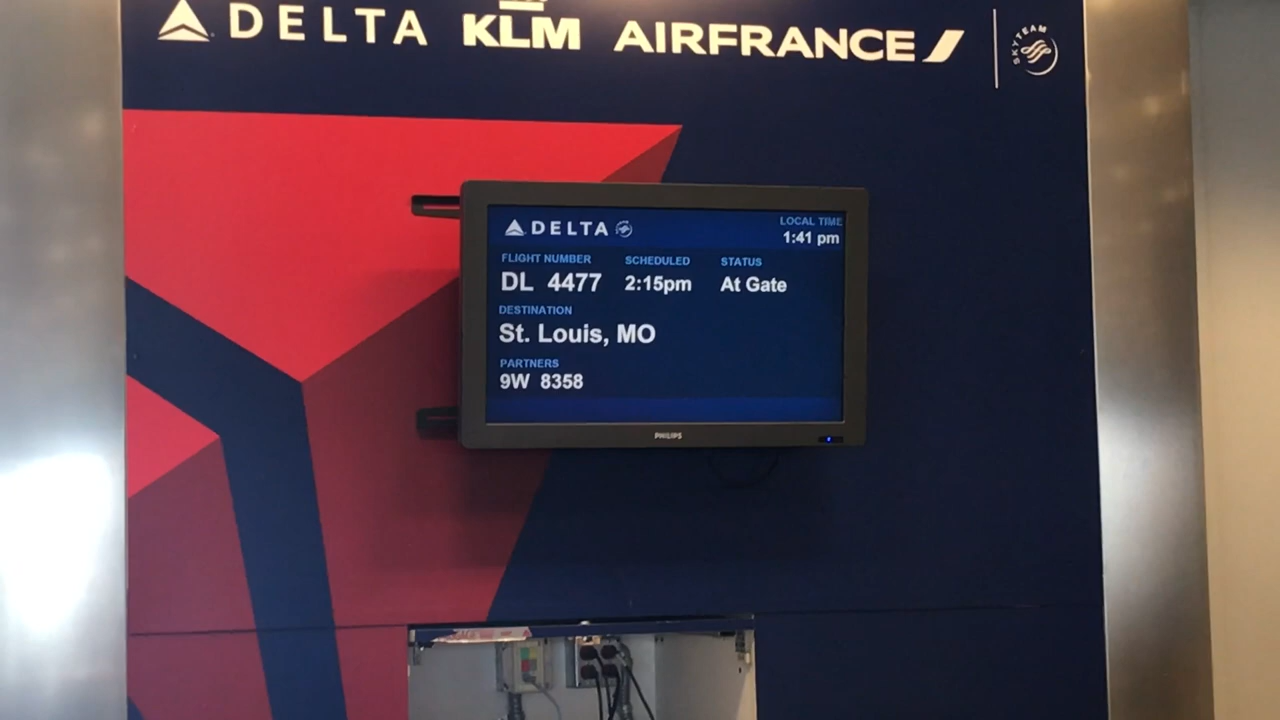 DELTA KLM AIRFRANCE SKYTEAM
DELTA LOCAL TIME
1:41 pm
FLIGHT NUMBER SCHEDULED STATUS
DL 4477 2:15pm At Gate
DESTINATION
St. Louis, MO
PARTNERS
9W 8358
PHILIPS